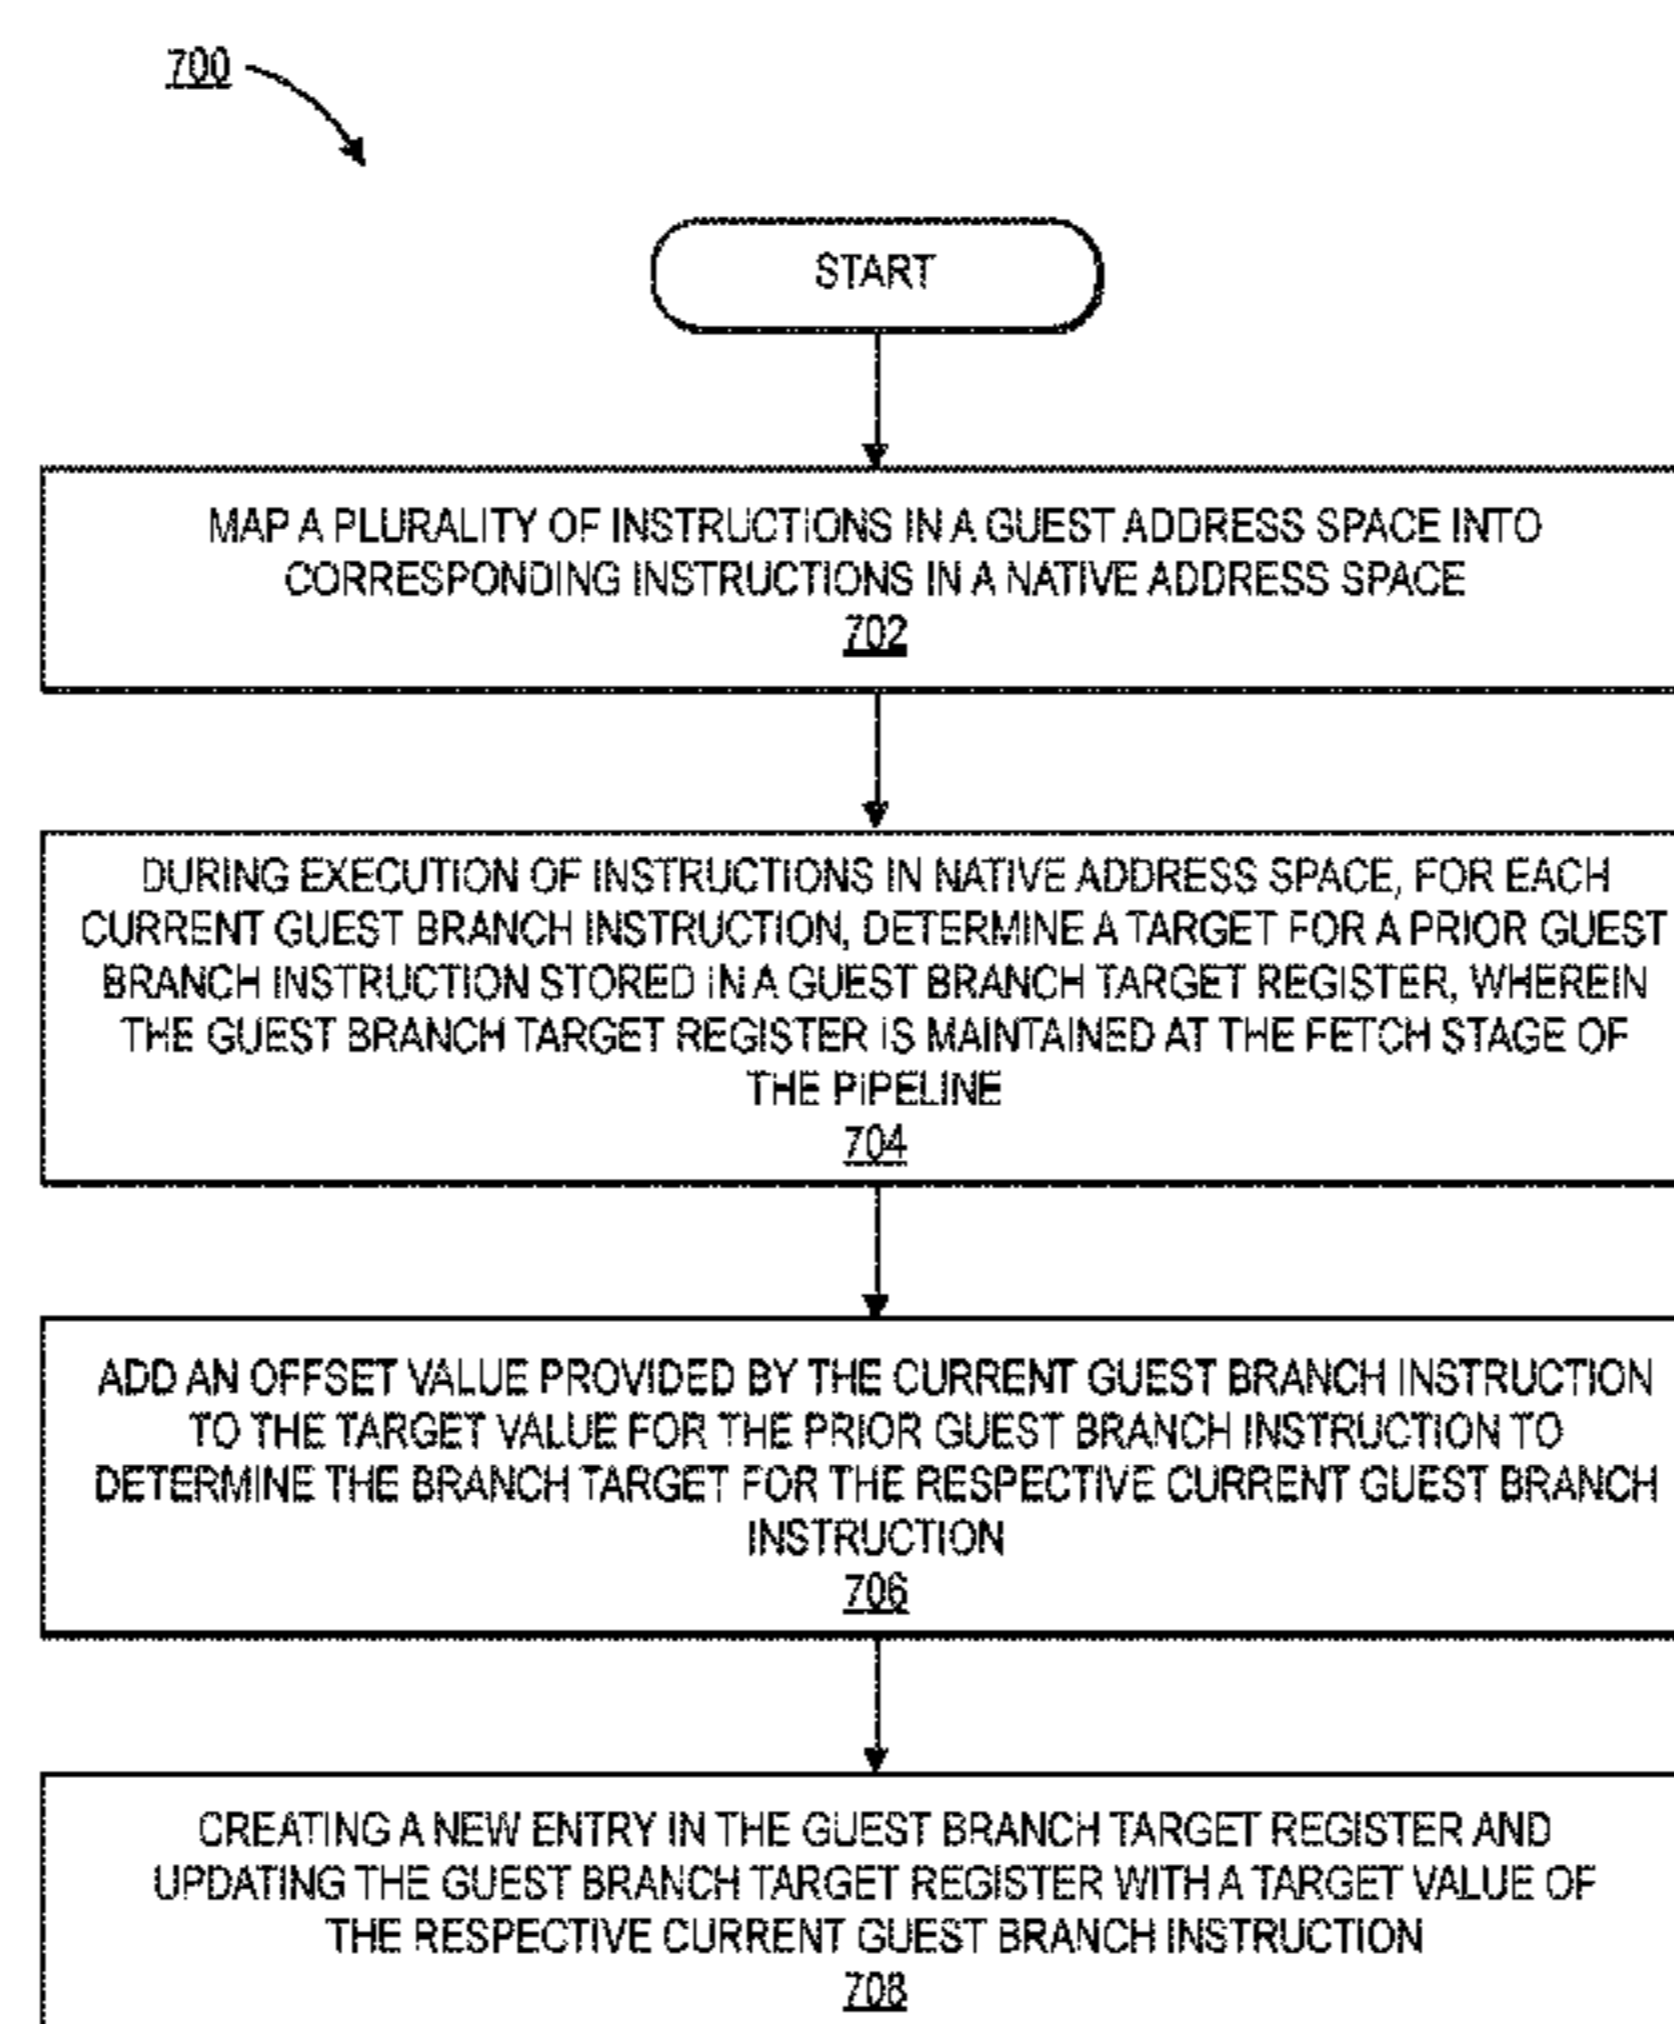 700
START
MAP A PLURALITY OF INSTRUCTIONS IN A GUEST ADDRESS SPACE INTO
CORRESPONDING INSTRUCTIONS IN A NATIVE ADDRESS SPACE
702
DURING EXECUTION OF INSTRUCTIONS IN NATIVE ADDRESS SPACE, FOR EACH
CURRENT GUEST BRANCH INSTRUCTION, DETERMINE A TARGET FOR A PRIOR GUEST
BRANCH INSTRUCTION STORED IN A GUEST BRANCH TARGET REGISTER, WHEREIN
THE GUEST BRANCH TARGET REGISTER IS MAINTAINED AT THE FETCH STAGE OF
THE PIPELINE
704
ADD AN OFFSET VALUE PROVIDED BY THE CURRENT GUEST BRANCH INSTRUCTION
TO THE TARGET VALUE FOR THE PRIOR GUEST BRANCH INSTRUCTION TO
DETERMINE THE BRANCH TARGET FOR THE RESPECTIVE CURRENT GUEST BRANCH
INSTRUCTION
706
CREATING A NEW ENTRY IN THE GUEST BRANCH TARGET REGISTER AND
UPDATING THE GUEST BRANCH TARGET REGISTER WITH A TARGET VALUE OF
THE RESPECTIVE CURRENT GUEST BRANCH INSTRUCTION
708